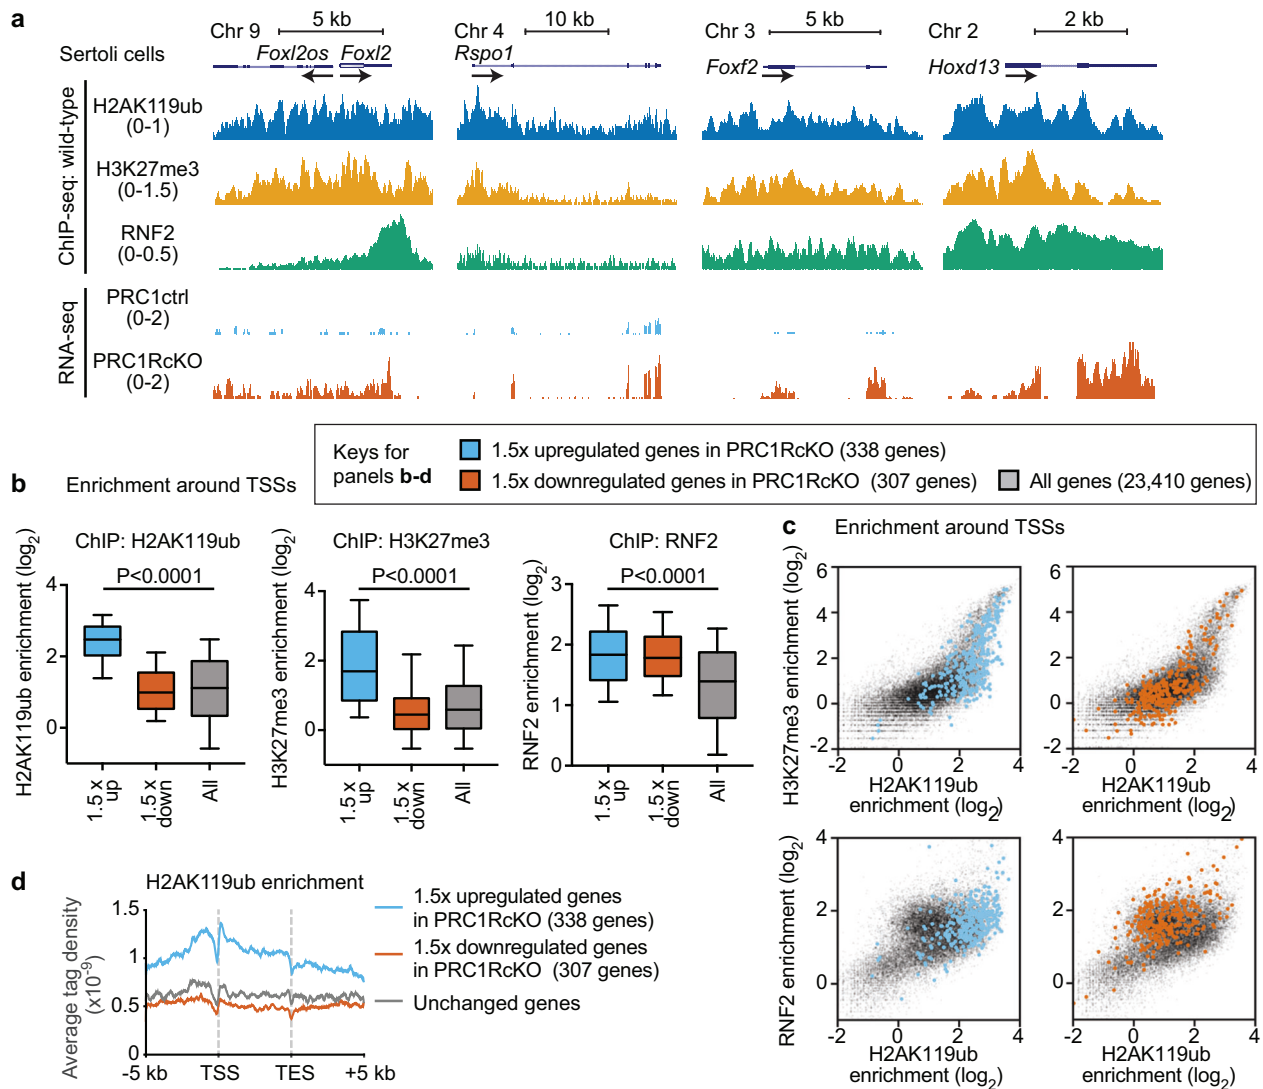 a
Chr 9
5 kb
Chr 4
10 kb
Chr 3
5 kb
Chr 2
2 kb
Sertoli cells
Foxl2os
Foxl2
Rspo1
Foxf2
Hoxd13
ChIP-seq: wild-type
H2AK119ub
(0-1)
H3K27me3
(0-1.5)
RNF2
(0-0.5)
RNA-seq
PRC1ctrl
(0-2)
PRC1RcKO
(0-2)
Keys for
panels b-d
1.5x upregulated genes in PRC1RcKO (338 genes)
1.5x downregulated genes in PRC1RcKO (307 genes)
All genes (23,410 genes)
b
Enrichment around TSSs
ChIP: H2AK119ub
P<0.0001
H2AK119ub enrichment (log2)
4
2
0
1.5 x up
1.5 x down
All
ChIP: H3K27me3
P<0.0001
H3K27me3 enrichment (log2)
4
2
0
1.5 x up
1.5 x down
All
ChIP: RNF2
P<0.0001
RNF2 enrichment (log2)
3
2
1
0
1.5 x up
1.5 x down
All
c
Enrichment around TSSs
H3K27me3 enrichment (log2)
6
4
2
0
-2
-2 0 2 4
H2AK119ub
enrichment (log2)
6
4
2
0
-2
-2 0 2 4
H2AK119ub
enrichment (log2)
RNF2 enrichment (log2)
4
2
0
-2 0 2 4
H2AK119ub
enrichment (log2)
4
2
0
-2 0 2 4
H2AK119ub
enrichment (log2)
d
H2AK119ub enrichment
Average tag density
(x10-9)
1.5
1
0.5
0
-5 kb TSS TES +5 kb
1.5x upregulated genes
in PRC1RcKO (338 genes)
1.5x downregulated genes
in PRC1RcKO (307 genes)
Unchanged genes